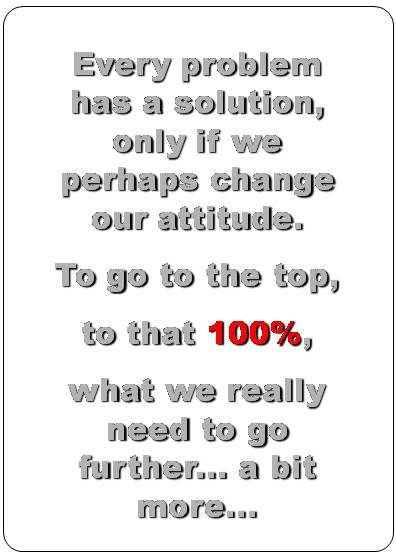 Every problem
has a solution,
only if we
perhaps change
our attitude.
To go to the top,
to that 100%,
what we really
need to go
further... a bit
more...